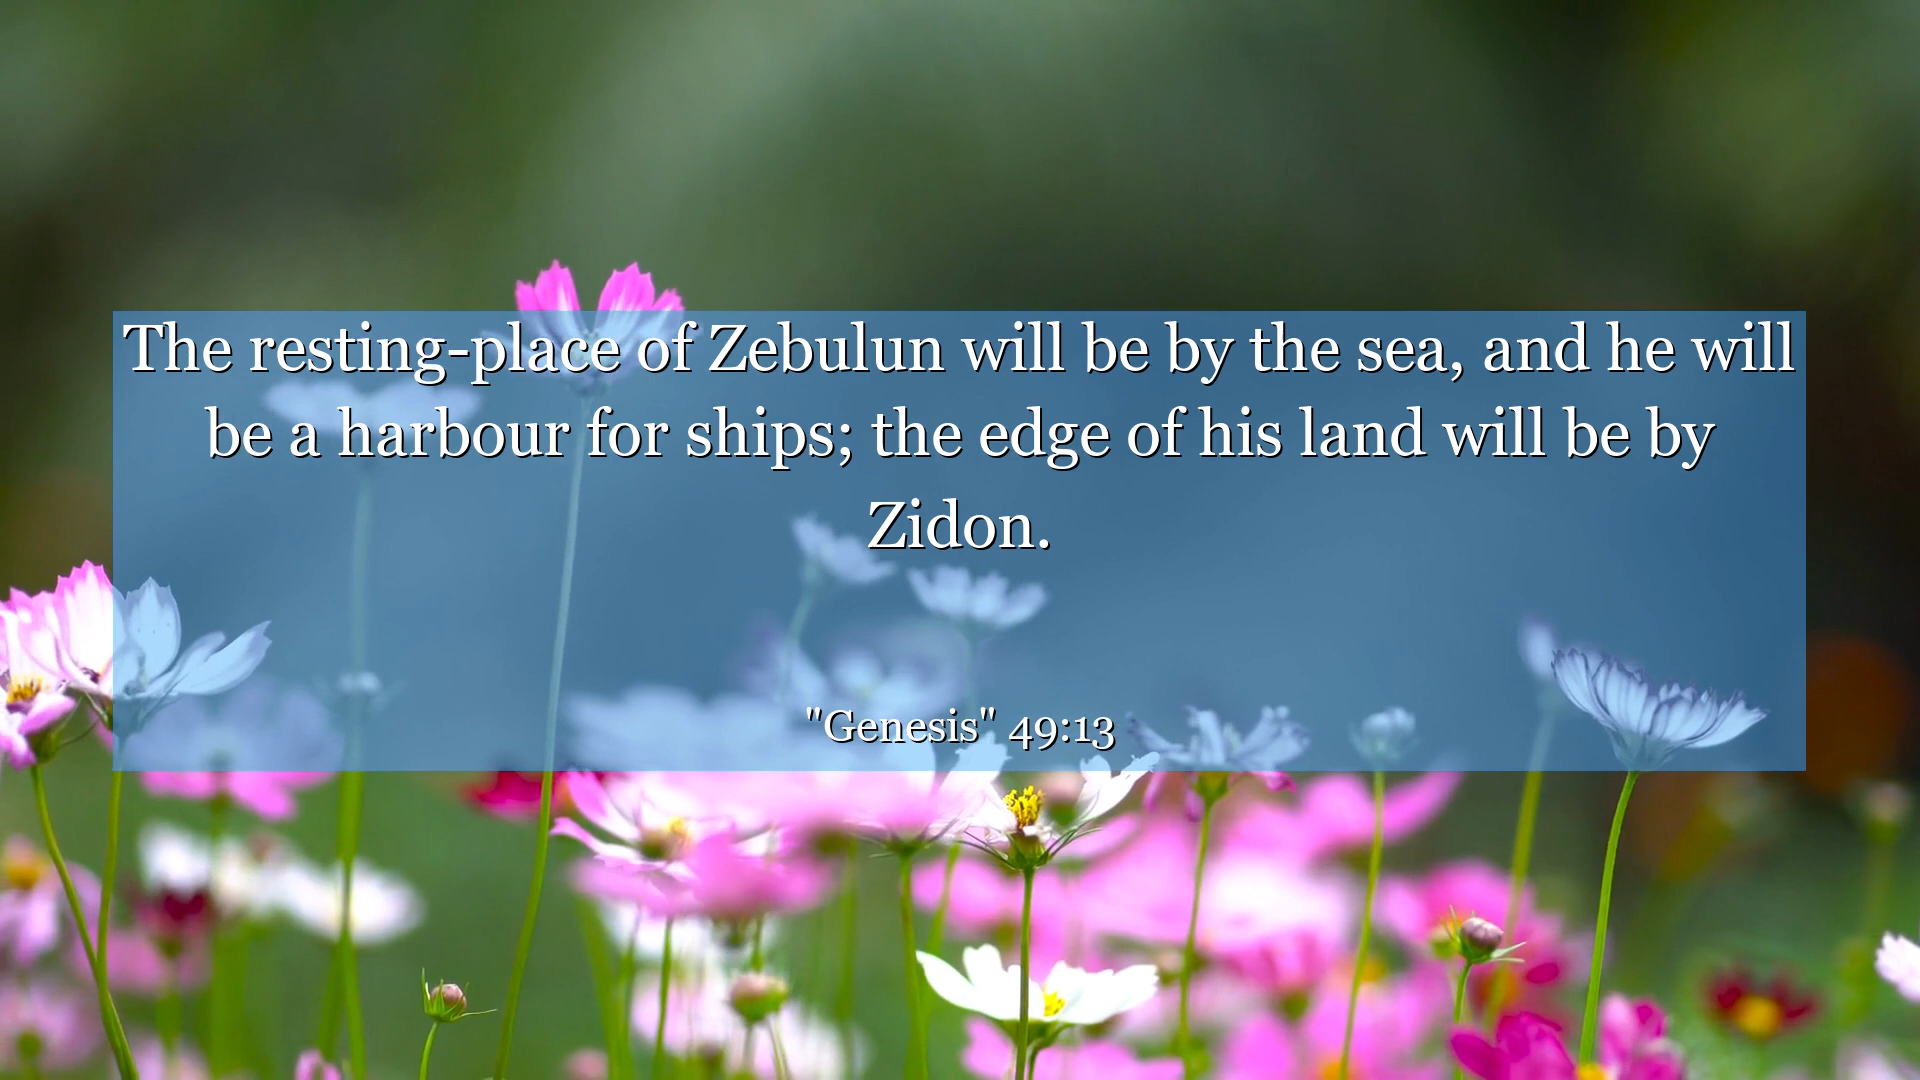 The resting-place of Zebulun will be by the sea, and he will
be a harbour for ships; the edge of his land will be by
Zidon.
"Genesis" 49:13